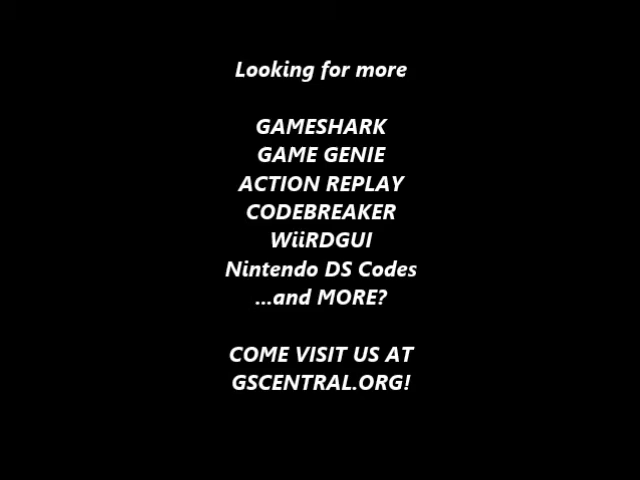 Looking for more
GAMESHARK
GAME GENIE
ACTION REPLAY
CODEBREAKER
WiiRDGUI
Nintendo DS Codes
...and MORE?
COME VISIT US AT
GSCENTRAL.ORG!